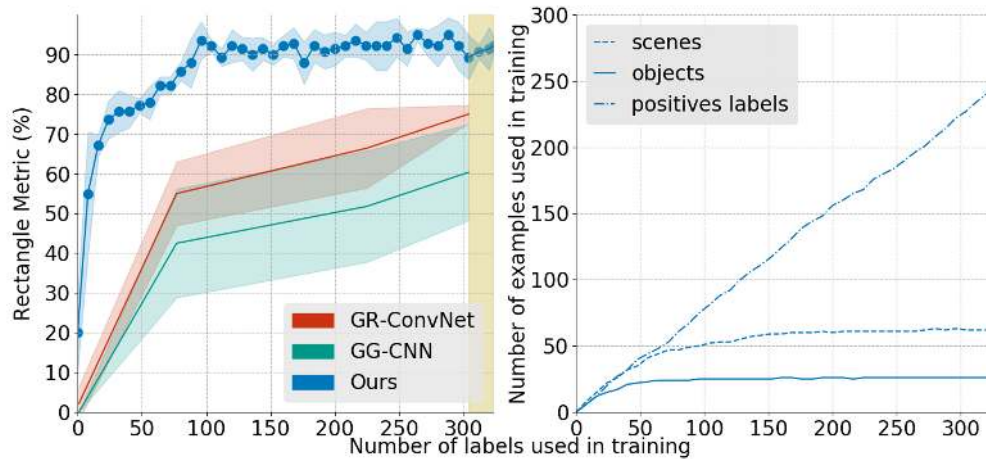 Rectangle Metric (%)
90
80
70
60
50
40
30
20
10
0
GR-ConvNet
GG-CNN
Ours
0 50 100 150 200 250 300
Number of examples used in training
300
250
200
150
100
50
0
scenes
objects
positives labels
0 50 100 150 200 250 300
Number of labels used in training